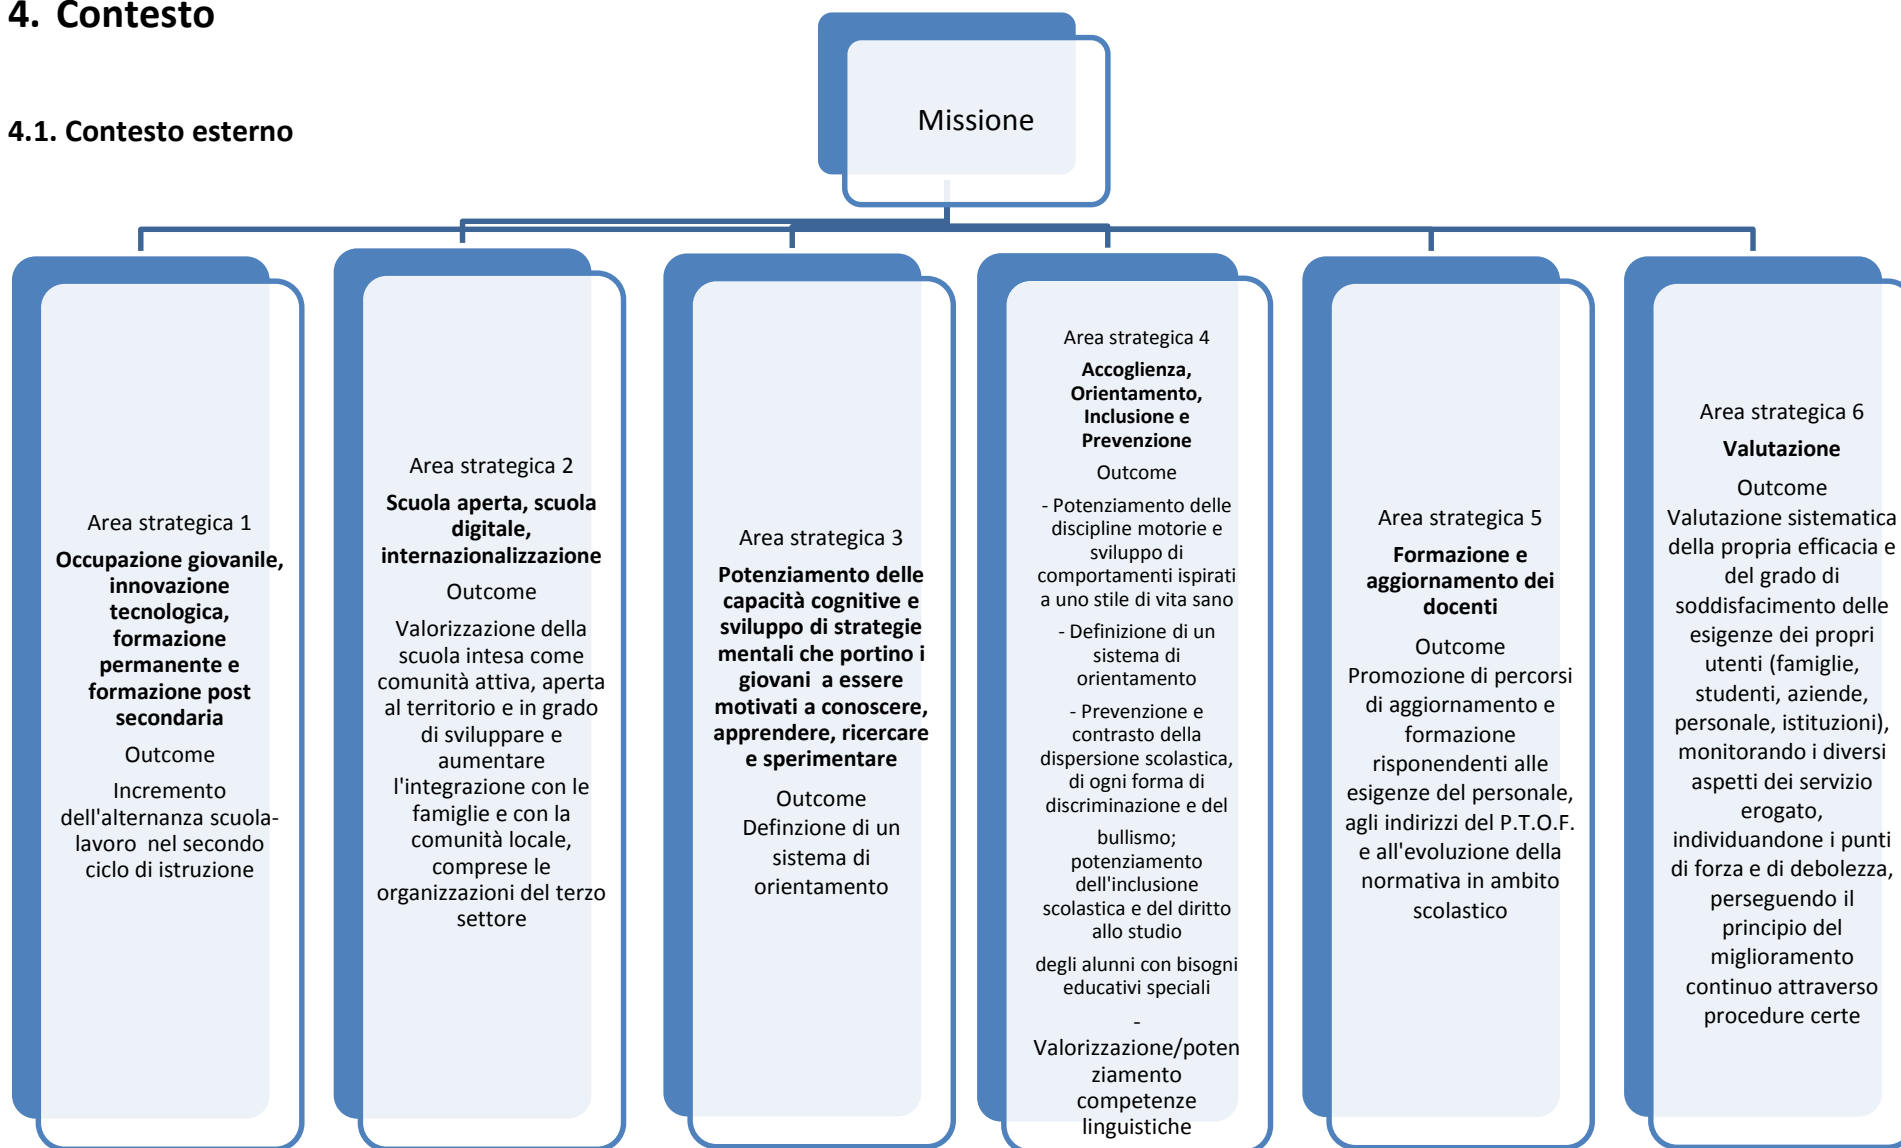 4. Contesto
4.1. Contesto esterno
Missione
Area strategica 1
Occupazione giovanile,
innovazione
tecnologica,
formazione
permanente e
formazione post
secondaria
Outcome
Incremento
dell'alternanza scuola-
lavoro nel secondo
ciclo di istruzione
Area strategica 2
Scuola aperta, scuola
digitale,
internazionalizzazione
Outcome
Valorizzazione della
scuola intesa come
comunità attiva, aperta
al territorio e in grado
di sviluppare e
aumentare
l'integrazione con le
famiglie e con la
comunità locale,
comprese le
organizzazioni del terzo
settore
Area strategica 3
Potenziamento delle
capacità cognitive e
sviluppo di strategie
mentali che portino i
giovani a essere
motivati a conoscere,
apprendere, ricercare
e sperimentare
Outcome
Definzione di un
sistema di
orientamento
Area strategica 4
Accoglienza,
Orientamento,
Inclusione e
Prevenzione
Outcome
- Potenziamento delle
discipline motorie e
sviluppo di
comportamenti ispirati
a uno stile di vita sano
- Definizione di un
sistema di
orientamento
- Prevenzione e
contrasto della
dispersione scolastica,
di ogni forma di
discriminazione e del
bullismo;
potenziamento
dell'inclusione
scolastica e del diritto
allo studio
degli alunni con bisogni
educativi speciali
-
Valorizzazione/poten
ziamento
competenze
linguistiche
Area strategica 5
Formazione e
aggiornamento dei
docenti
Outcome
Promozione di percorsi
di aggiornamento e
formazione
risponendenti alle
esigenze del personale,
agli indirizzi del P.T.O.F.
e all'evoluzione della
normativa in ambito
scolastico
Area strategica 6
Valutazione
Outcome
Valutazione sistematica
della propria efficacia e
del grado di
soddisfacimento delle
esigenze dei propri
utenti (famiglie,
studenti, aziende,
personale, istituzioni),
monitorando i diversi
aspetti dei servizio
erogato,
individuandone i punti
di forza e di debolezza,
perseguendo il
principio del
miglioramento
continuo attraverso
procedure certe